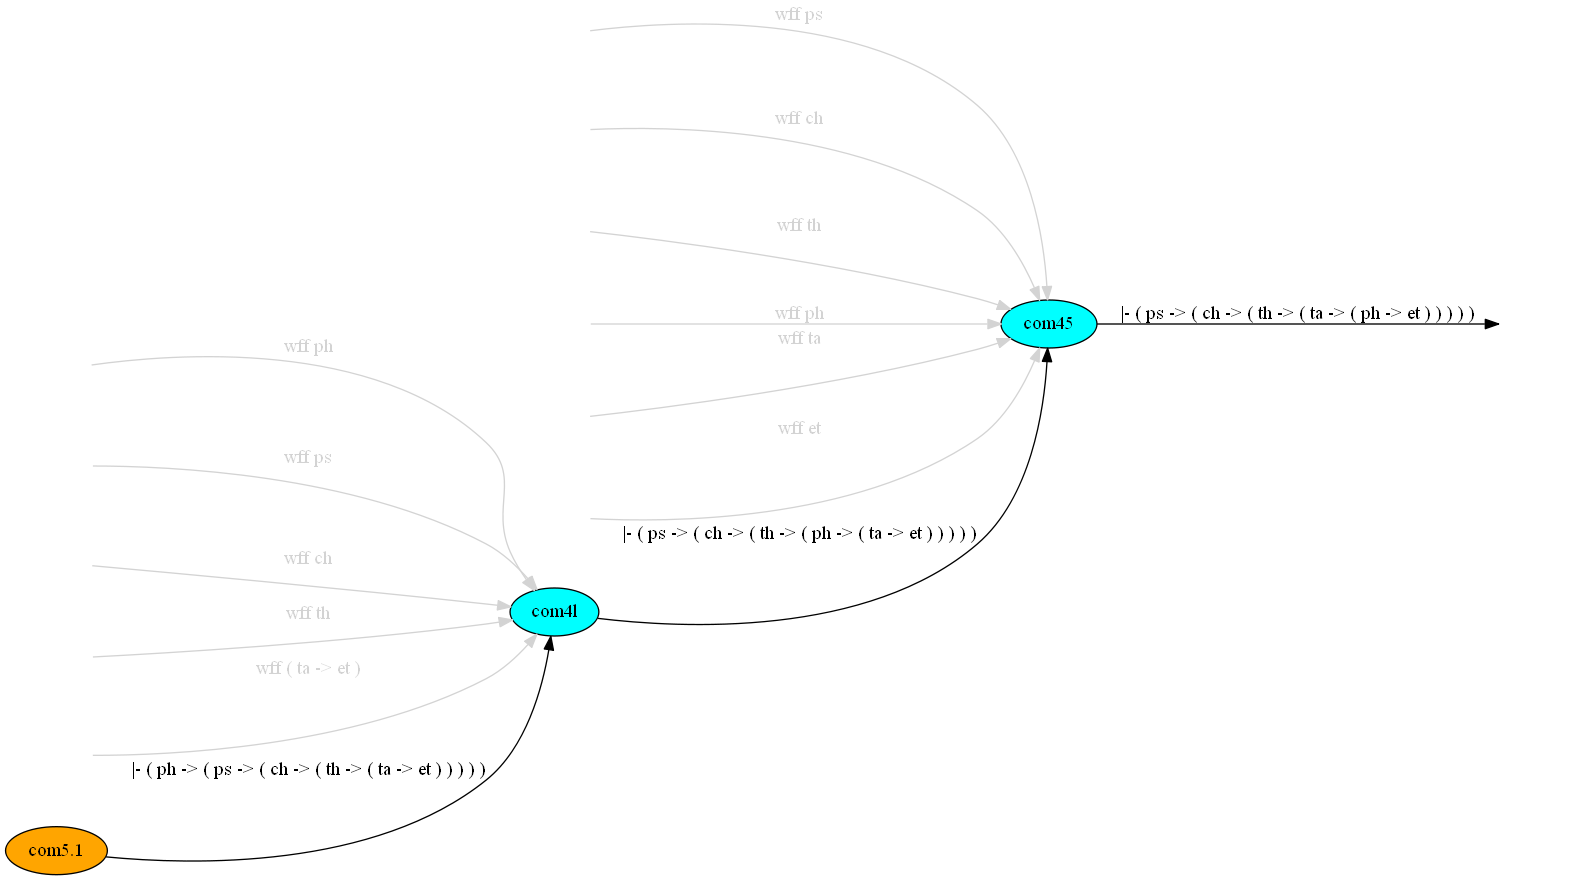 wff ps
wff ch
wff th
wff ph
wff ta
wff et
com45
|- ( ps -> ( ch -> ( th -> ( ta -> ( ph -> et ) ) ) ) )
|- ( ps -> ( ch -> ( th -> ( ph -> ( ta -> et ) ) ) ) )
wff ph
wff ps
wff ch
wff th
wff ( ta -> et )
com4l
|- ( ph -> ( ps -> ( ch -> ( th -> ( ta -> et ) ) ) ) )
com5.1